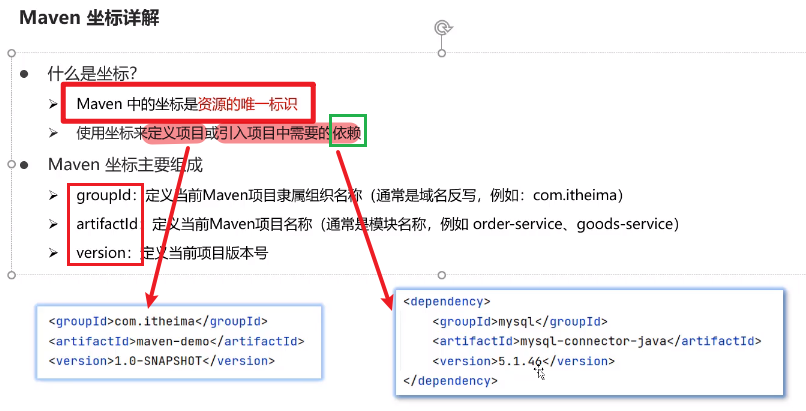 Maven 坐标详解
什么是坐标?
Maven 中的坐标是资源的唯一标识
使用坐标来定义项目或引入项目中需要的依赖
Maven 坐标主要组成
groupId：定义当前Maven项目隶属组织名称（通常是域名反写，例如：com.itheima）
artifactId：定义当前Maven项目名称（通常是模块名称，例如 order-service、goods-service）
version：定义当前项目版本号
<groupId>com.itheima</groupId>
<artifactId>maven-demo</artifactId>
<version>1.0-SNAPSHOT</version>
<dependency>
<groupId>mysql</groupId>
<artifactId>mysql-connector-java</artifactId>
<version>5.1.46</version>
</dependency>